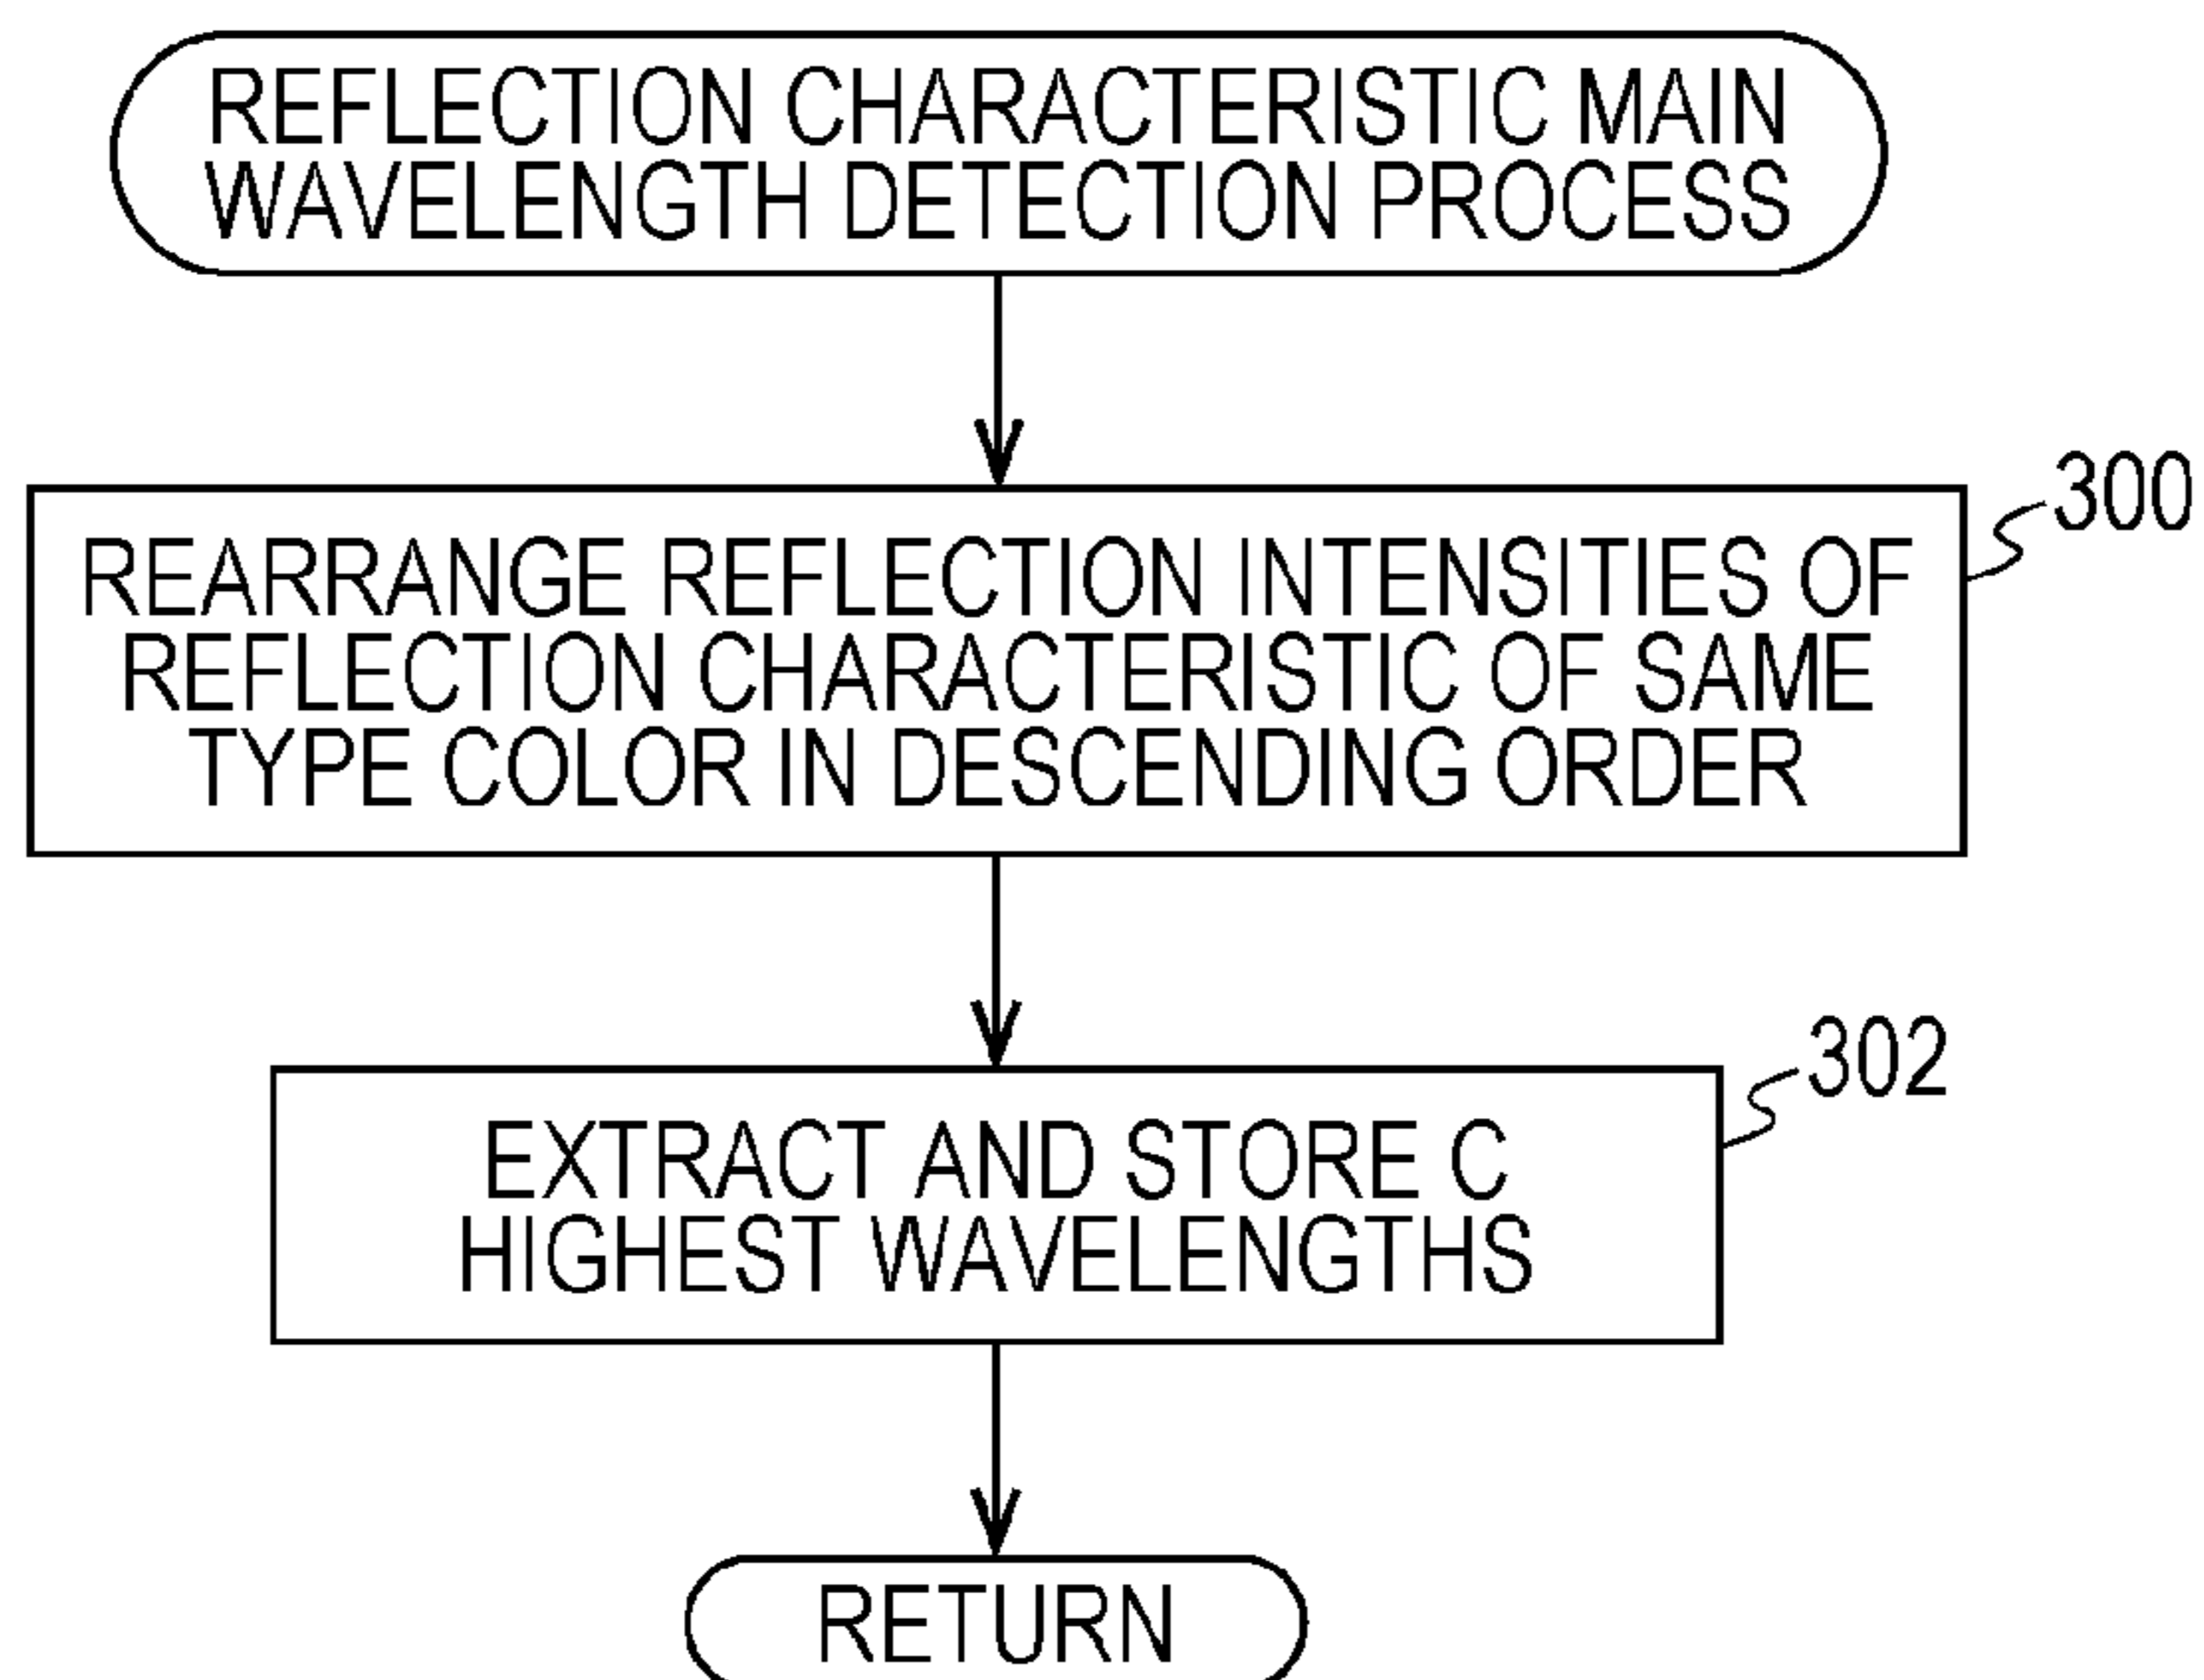 REFLECTION CHARACTERISTIC MAIN
WAVELENGTH DETECTION PROCESS
300
REARRANGE REFLECTION INTENSITIES OF
REFLECTION CHARACTERISTIC OF SAME
TYPE COLOR IN DESCENDING ORDER
302
EXTRACT AND STORE C
HIGHEST WAVELENGTHS
RETURN